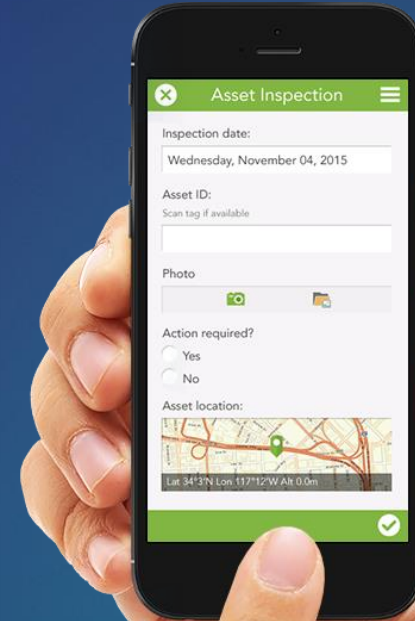 Asset Inspection
Inspection date:
Wednesday, November 04, 2015
Asset ID:
Scan tag if available
Photo
Action required?
Yes
No
Asset location:
Lat 34°3'N Lon 117°12'W Alt 0.0m